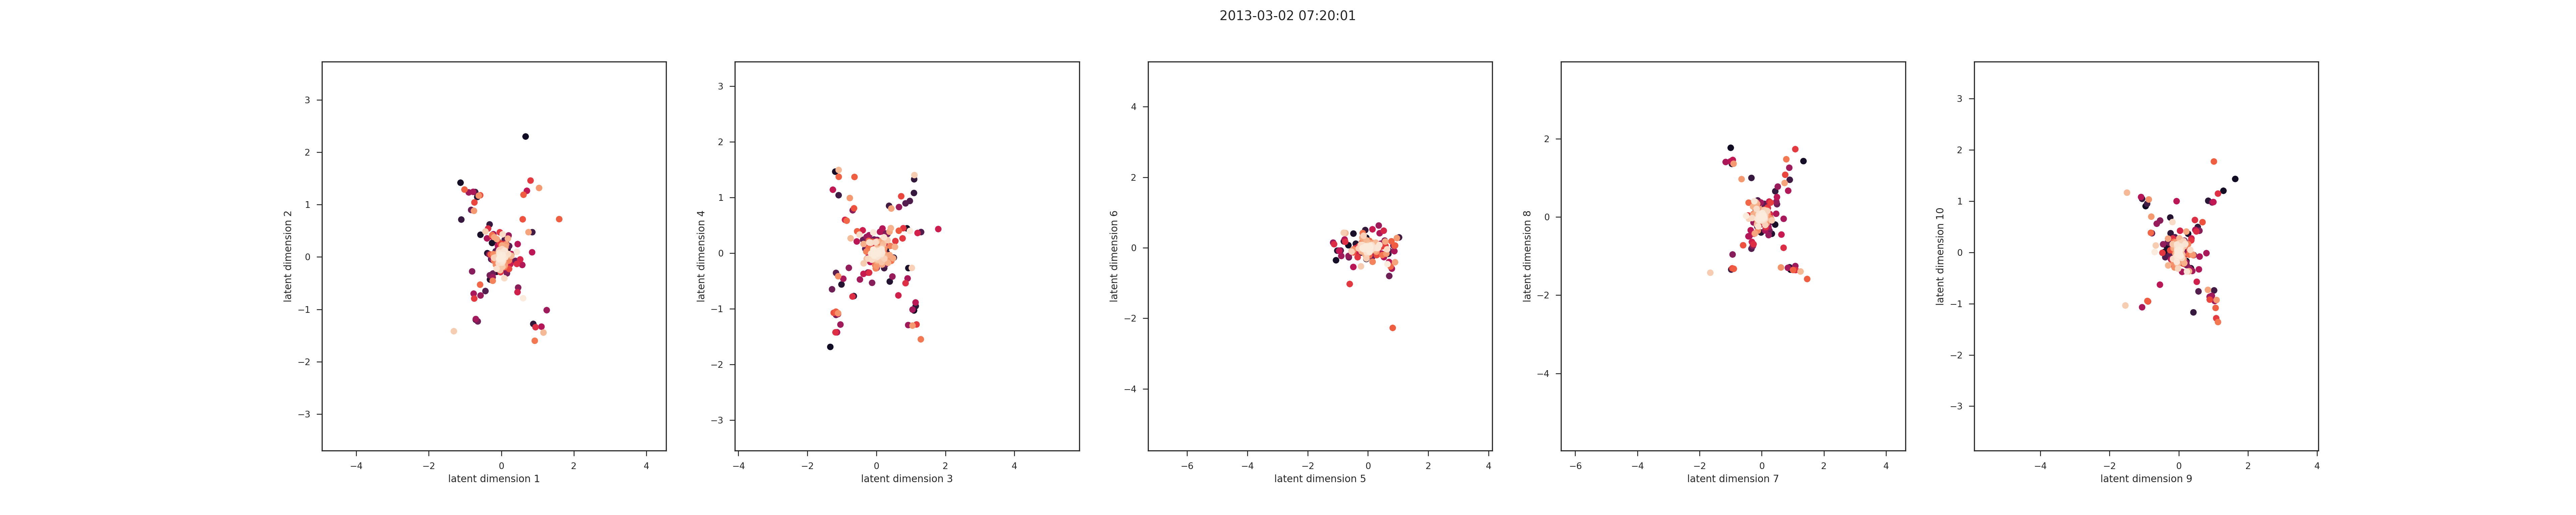 2013-03-02 07:20:01
latent dimension 2
3
2
1
0
−1
−2
−3
−4 −2 0 2 4
latent dimension 1
latent dimension 4
3
2
1
0
−1
−2
−3
−4 −2 0 2 4
latent dimension 3
latent dimension 6
4
2
0
−2
−4
−6 −4 −2 0 2 4
latent dimension 5
latent dimension 8
2
0
−2
−4
−6 −4 −2 0 2 4
latent dimension 7
latent dimension 10
3
2
1
0
−1
−2
−3
−4 −2 0 2 4
latent dimension 9